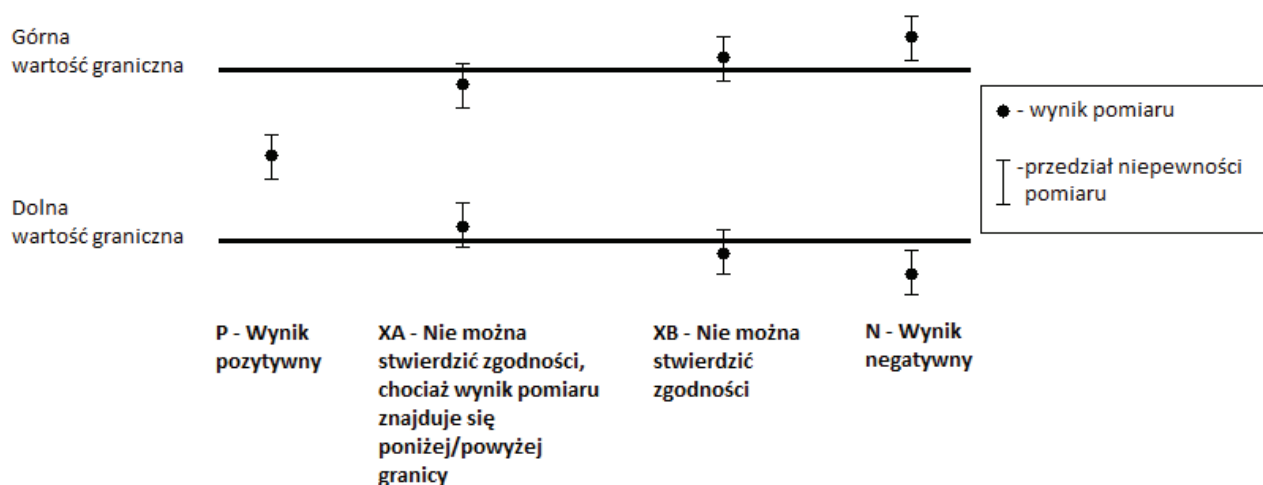 Górna
wartość graniczna
- wynik pomiaru
-przedział niepewności
pomiaru
Dolna
wartość graniczna
P - Wynik
pozytywny
XA - Nie można
stwierdzić zgodności,
chociaż wynik pomiaru
znajduje się
poniżej/powyżej
granicy
XB - Nie można
stwierdzić
zgodności
N - Wynik
negatywny